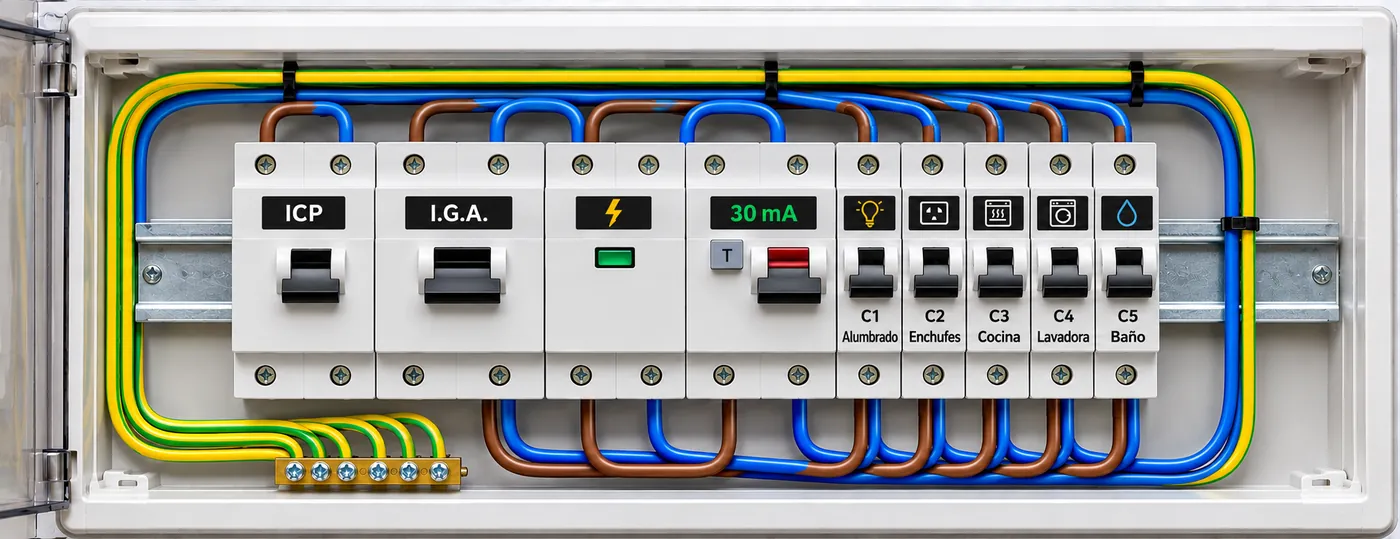 ICP
I.G.A.
30 mA
T
C1
Alumbrado
C2
Enchufes
C3
Cocina
C4
Lavadora
C5
Baño